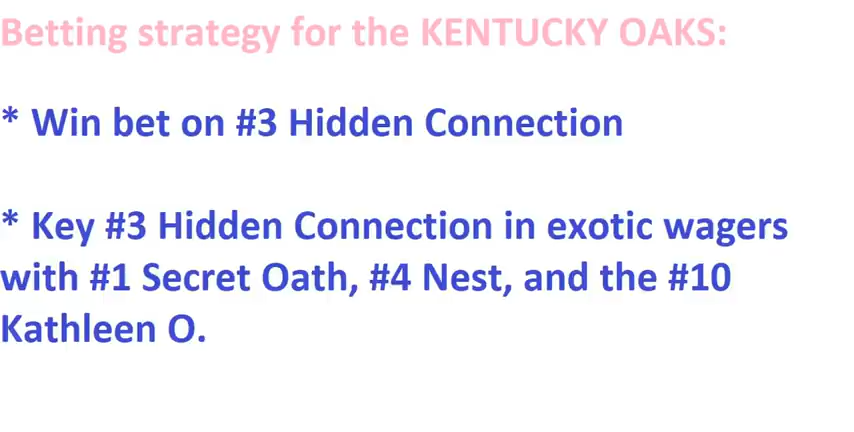 Betting strategy for the KENTUCKY OAKS:
* Win bet on #3 Hidden Connection
* Key #3 Hidden Connection in exotic wagers
with #1 Secret Oath, #4 Nest, and the #10
Kathleen O.